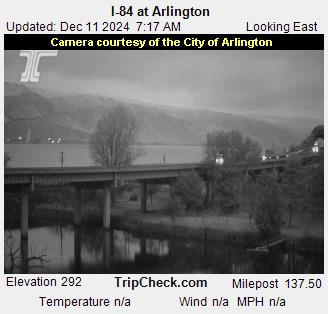 I-84 at Arlington
Updated: Dec 11 2024 7:17 AM Looking East
Camera courtesy of the City of Arlington
Elevation 292 TripCheck.com Milepost 137.50
Temperature n/a Wind n/a MPH n/a